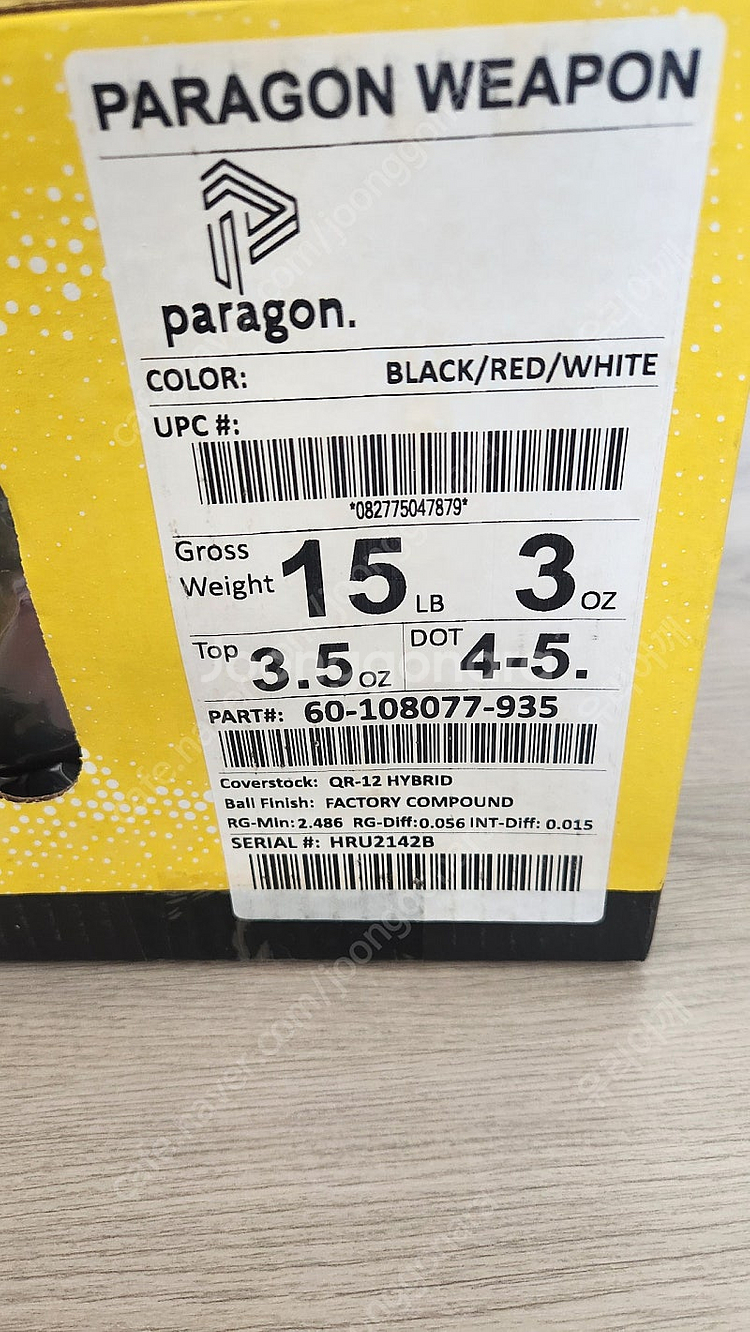 PARAGON WEAPON
paragon.
COLOR: BLACK/RED/WHITE
UPC #:
*082775047879*
Gross Weight 15 LB 3 OZ
Top 3.5 OZ DOT 4-5.
joonggonara
PART#: 60-108077-935
Coverstock: QR-12 HYBRID
Ball Finish: FACTORY COMPOUND
RG-Min: 2.486 RG-Diff:0.056 INT-Diff: 0.015
SERIAL #: HRU2142B